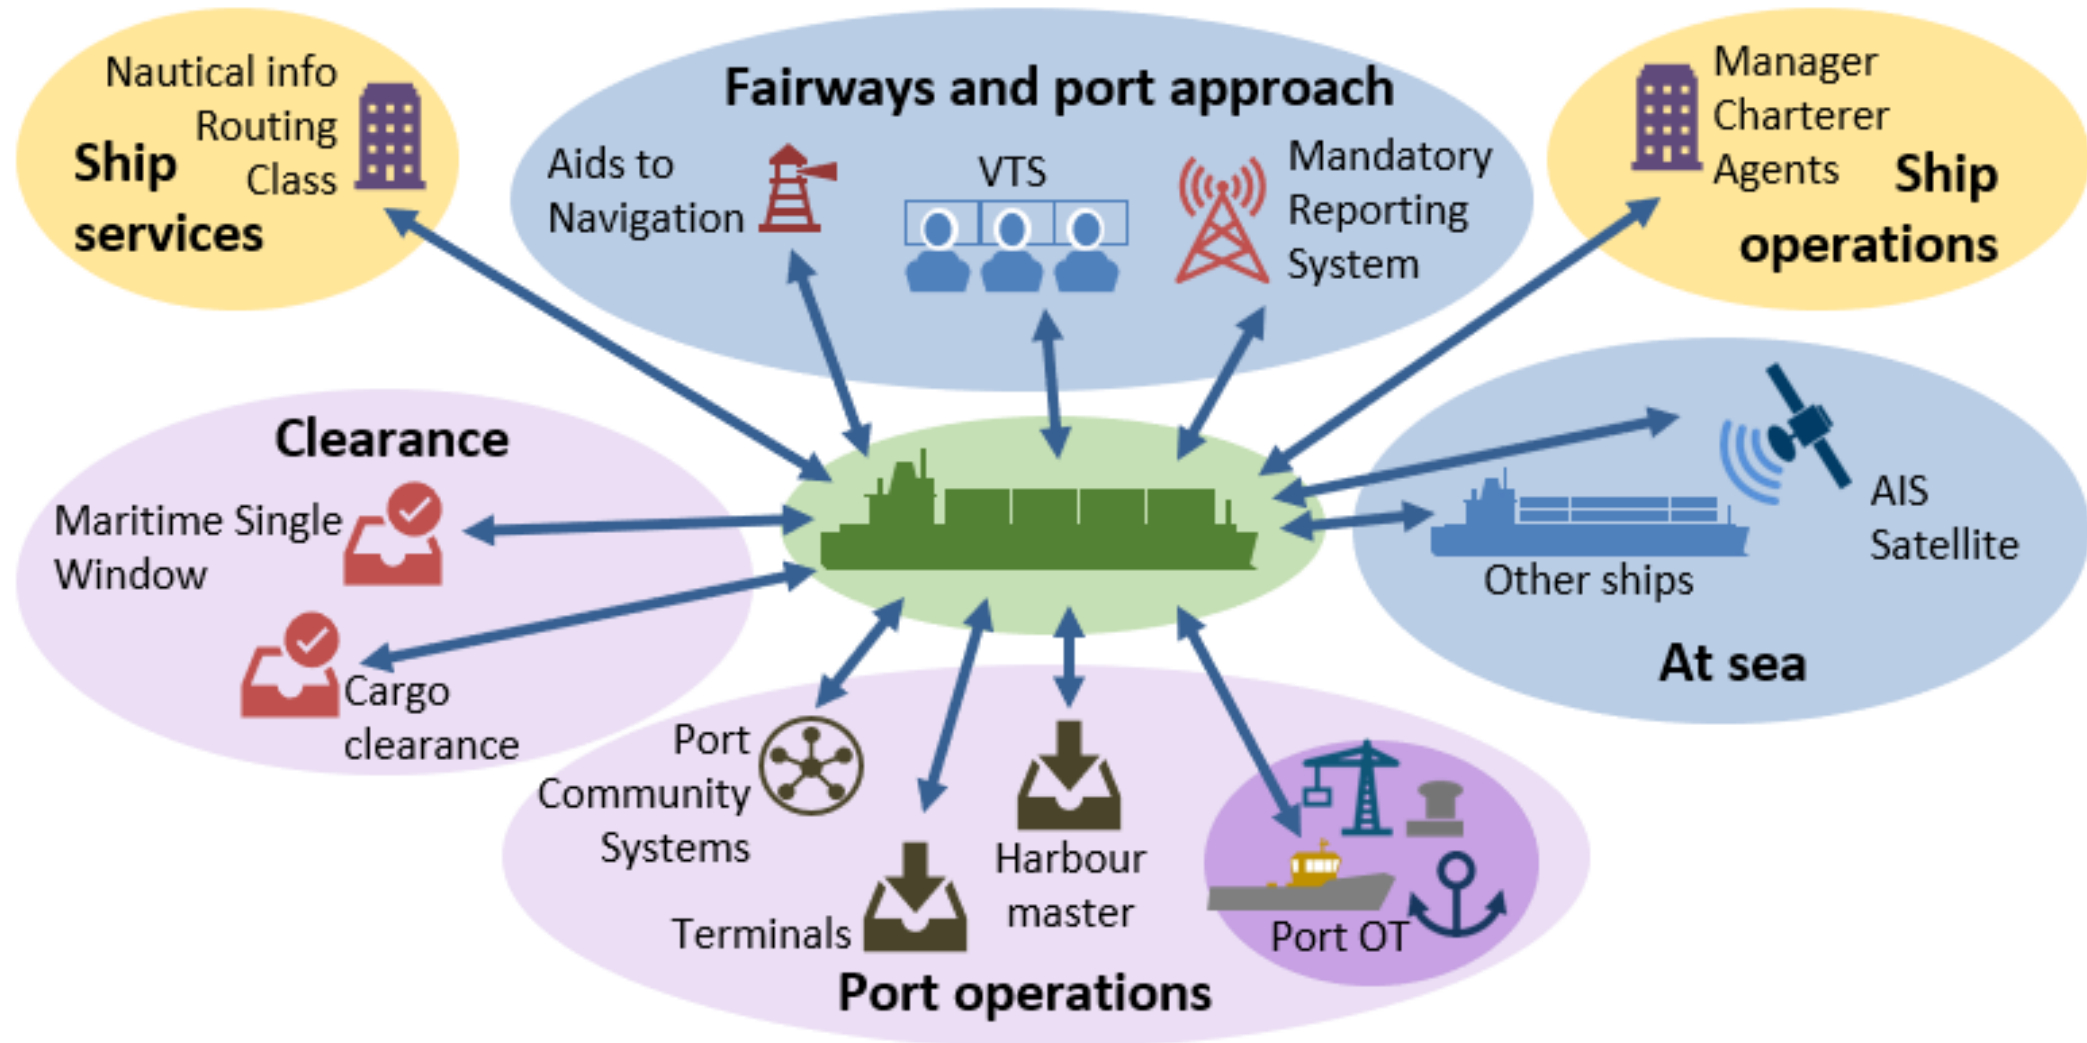 Nautical info
Routing
Class
Ship
services
Fairways and port approach
Aids to
Navigation
VTS
Mandatory
Reporting
System
Manager
Charterer
Agents
Ship
operations
Clearance
Maritime Single
Window
Cargo
clearance
AIS
Satellite
Other ships
At sea
Port
Community
Systems
Terminals
Harbour
master
Port OT
Port operations